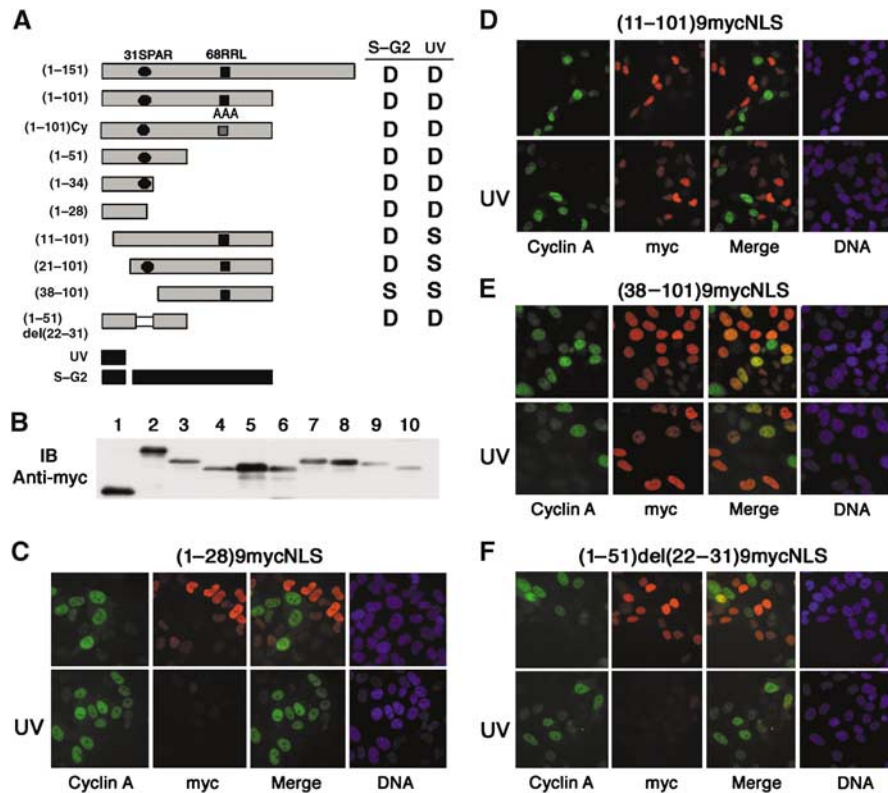 A
31SPAR 68RRL S–G2 UV
(1–151) D D
(1–101) D D
AAA
(1–101)Cy D D
(1–51) D D
(1–34) D D
(1–28) D D
(11–101) D S
(21–101) D S
(38–101) S S
(1–51)
del(22–31) D D
UV
S–G2
B
1 2 3 4 5 6 7 8 9 10
IB
Anti-myc
C
(1–28)9mycNLS
UV
Cyclin A myc Merge DNA
D
(11–101)9mycNLS
UV
Cyclin A myc Merge DNA
E
(38–101)9mycNLS
UV
Cyclin A myc Merge DNA
F
(1–51)del(22–31)9mycNLS
UV
Cyclin A myc Merge DNA